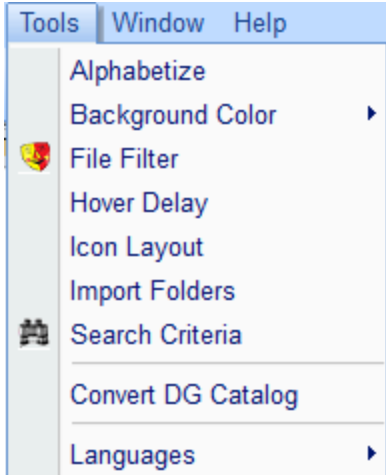 Tools Window Help
Alphabetize
Background Color
File Filter
Hover Delay
Icon Layout
Import Folders
Search Criteria
Convert DG Catalog
Languages